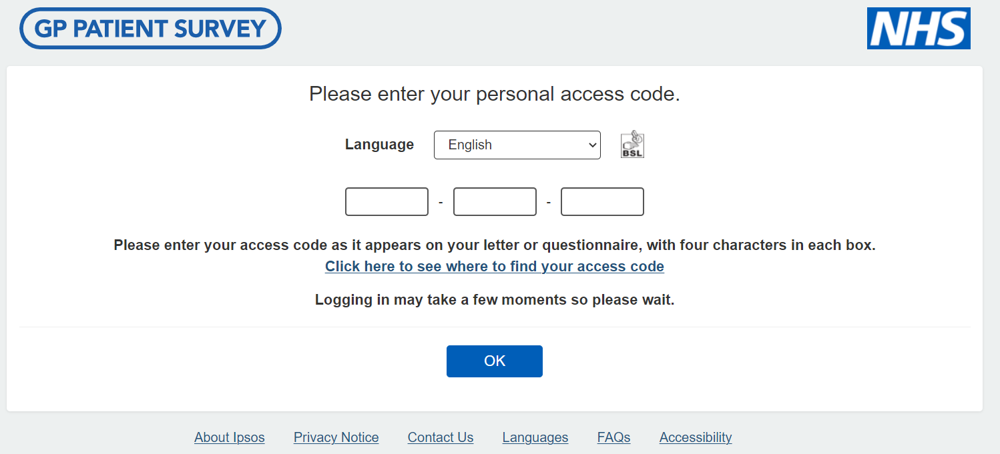 GP PATIENT SURVEY
NHS
Please enter your personal access code.
Language English BSL
- -
Please enter your access code as it appears on your letter or questionnaire, with four characters in each box.
Click here to see where to find your access code
Logging in may take a few moments so please wait.
OK
About Ipsos Privacy Notice Contact Us Languages FAQs Accessibility